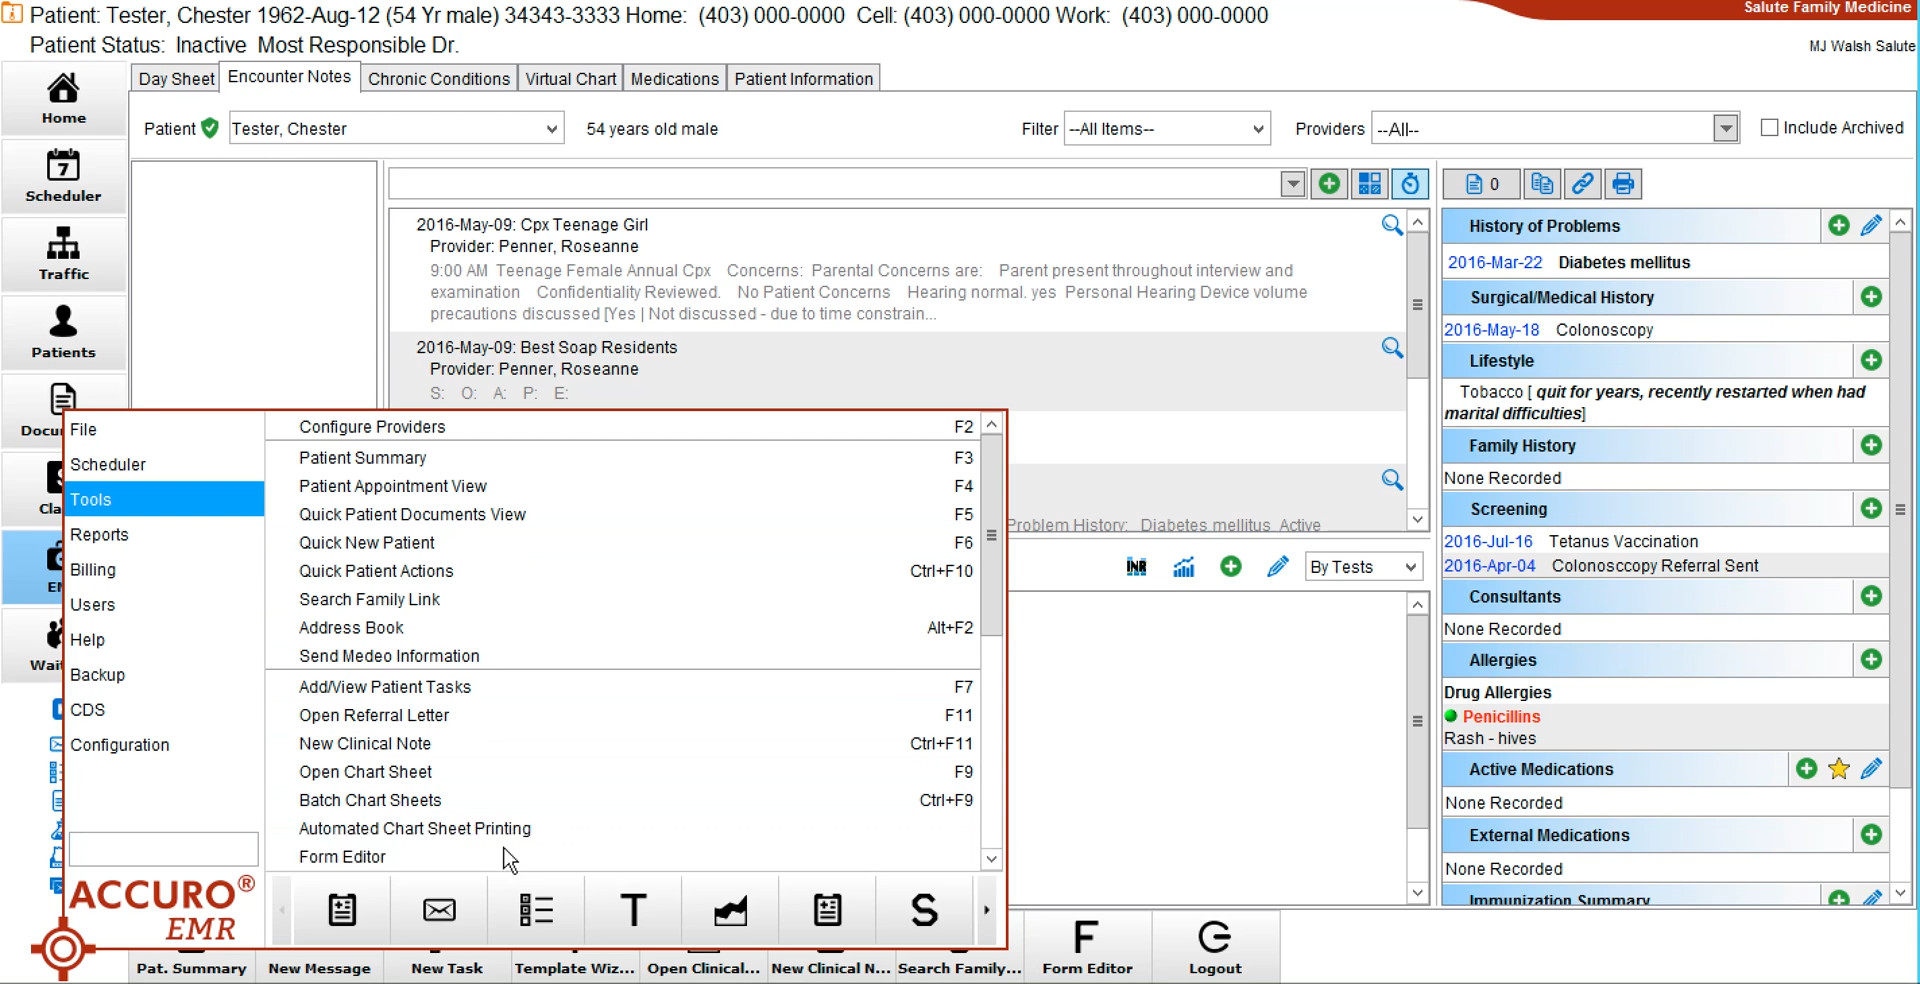 Patient: Tester, Chester 1962-Aug-12 (54 Yr male) 34343-3333 Home: (403) 000-0000 Cell: (403) 000-0000 Work: (403) 000-0000
Salute Family Medicine
Patient Status: Inactive Most Responsible Dr.
MJ Walsh Salute
Home
7
Scheduler
Traffic
Patients
Docu
Cla
EM
Wai
Day Sheet
Encounter Notes
Chronic Conditions
Virtual Chart
Medications
Patient Information
Patient
Tester, Chester
54 years old male
Filter
--All Items--
Providers
--All--
Include Archived
2016-May-09: Cpx Teenage Girl
Provider: Penner, Roseanne
9:00 AM Teenage Female Annual Cpx Concerns: Parental Concerns are: Parent present throughout interview and
examination Confidentiality Reviewed. No Patient Concerns Hearing normal. yes Personal Hearing Device volume
precautions discussed [Yes | Not discussed - due to time constrain...
2016-May-09: Best Soap Residents
Provider: Penner, Roseanne
S: O: A: P: E:
Problem History: Diabetes mellitus Active
INR
By Tests
File
Scheduler
Tools
Reports
Billing
Users
Help
Backup
CDS
Configuration
ACCURO®
EMR
Configure Providers F2
Patient Summary F3
Patient Appointment View F4
Quick Patient Documents View F5
Quick New Patient F6
Quick Patient Actions Ctrl+F10
Search Family Link
Address Book Alt+F2
Send Medeo Information
Add/View Patient Tasks F7
Open Referral Letter F11
New Clinical Note Ctrl+F11
Open Chart Sheet F9
Batch Chart Sheets Ctrl+F9
Automated Chart Sheet Printing
Form Editor
T
S
0
History of Problems
2016-Mar-22 Diabetes mellitus
Surgical/Medical History
2016-May-18 Colonoscopy
Lifestyle
Tobacco [ quit for years, recently restarted when had
marital difficulties]
Family History
None Recorded
Screening
2016-Jul-16 Tetanus Vaccination
2016-Apr-04 Colonosccopy Referral Sent
Consultants
None Recorded
Allergies
Drug Allergies
Penicillins
Rash - hives
Active Medications
None Recorded
External Medications
None Recorded
Immunization Summary
Pat. Summary
New Message
New Task
Template Wiz...
Open Clinical...
New Clinical N...
Search Family...
F
Form Editor
Logout